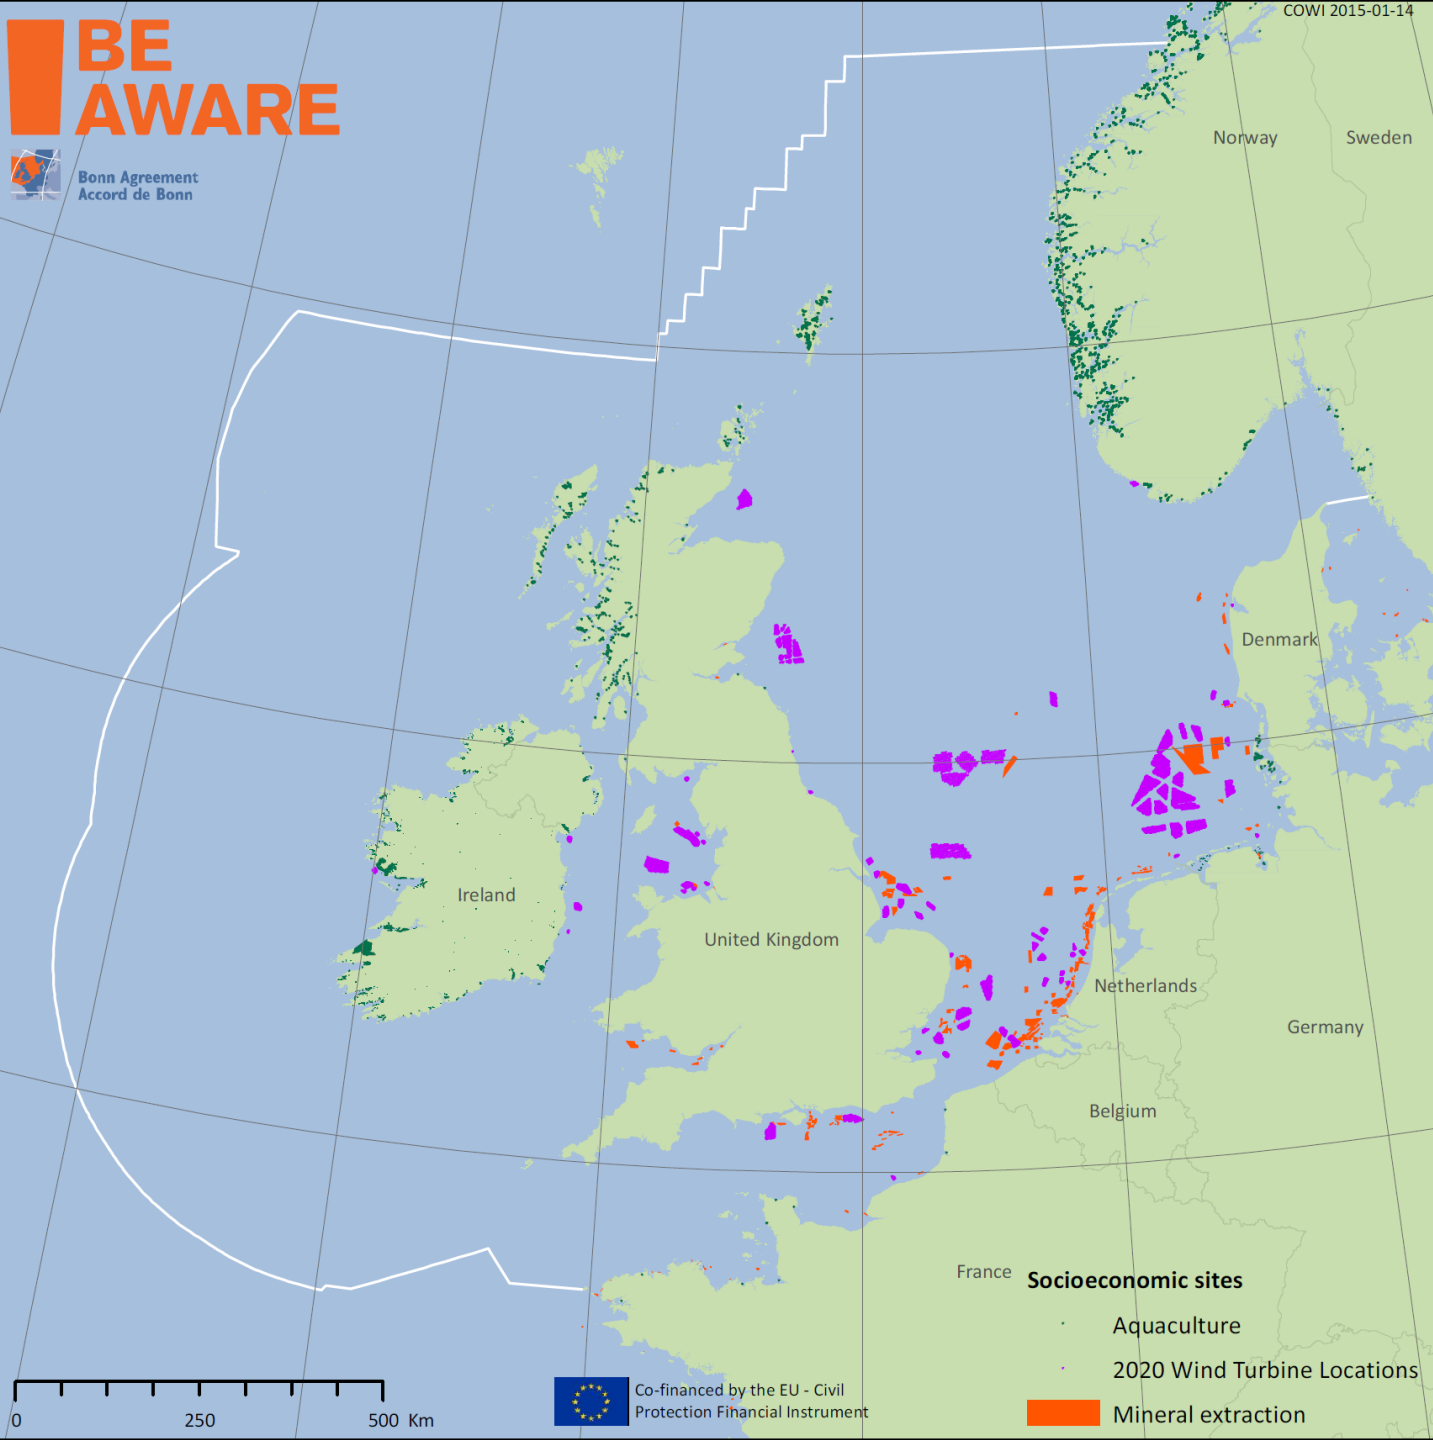 COWI 2015-01-14
BE
AWARE
Bonn Agreement
Accord de Bonn
Norway
Sweden
Denmark
Ireland
United Kingdom
Netherlands
Germany
Belgium
France
Socioeconomic sites
Aquaculture
2020 Wind Turbine Locations
Mineral extraction
0 250 500 Km
Co-financed by the EU - Civil
Protection Financial Instrument